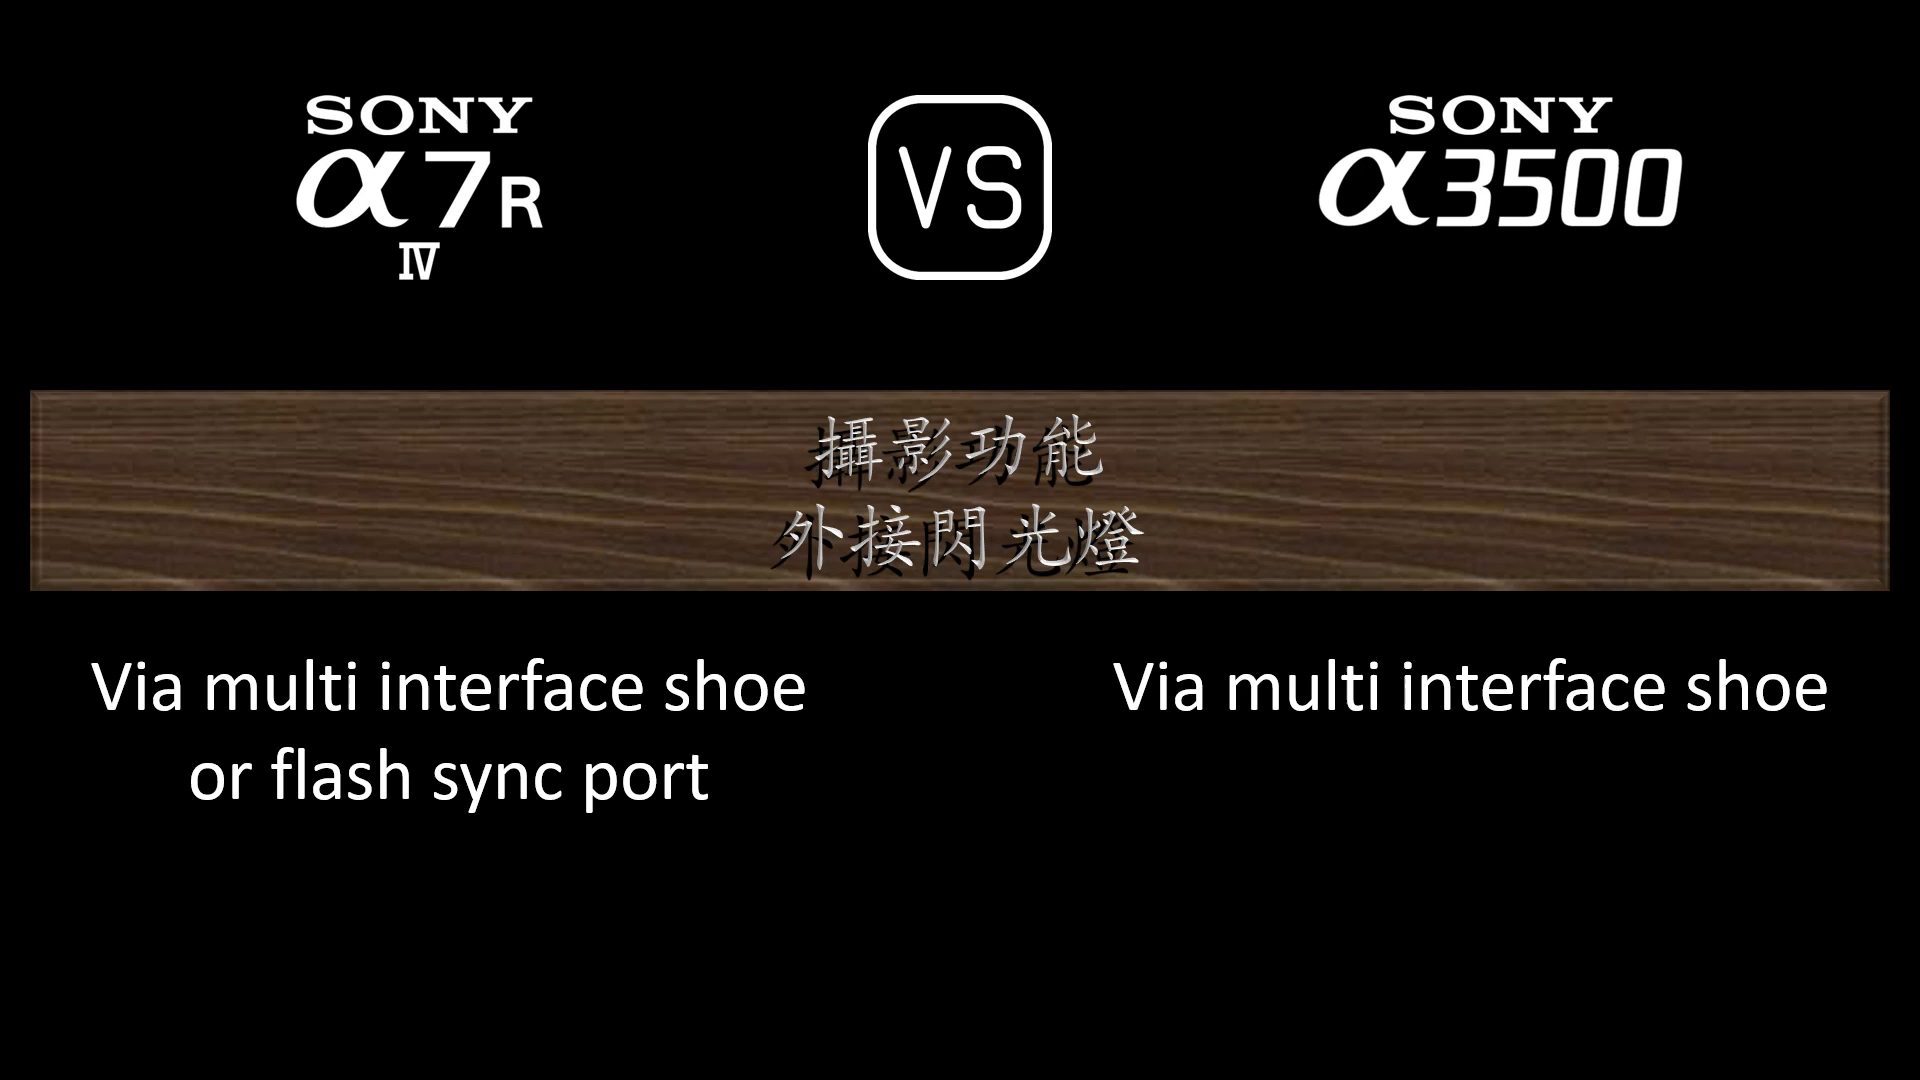 SONY
α7R
IV
VS
SONY
α3500
攝影功能
外接閃光燈
Via multi interface shoe
or flash sync port
Via multi interface shoe